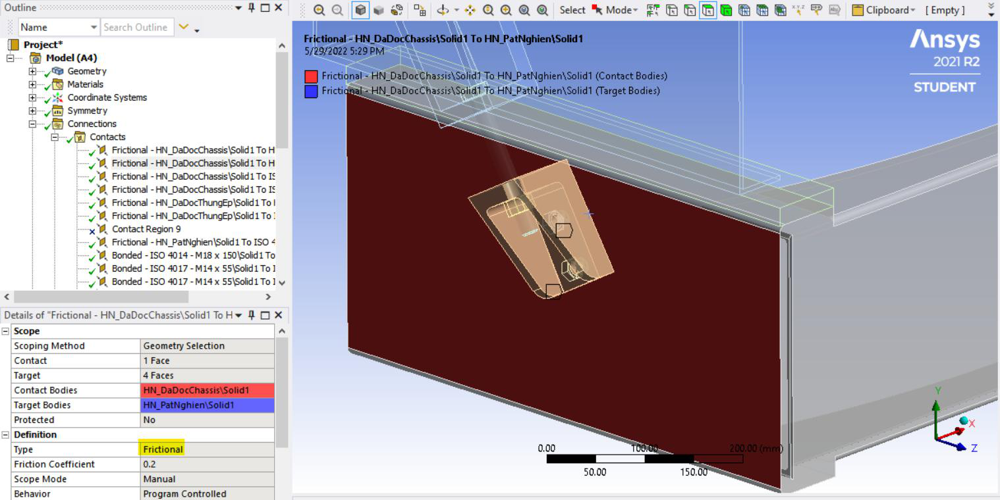 Outline
Name
Search Outline
Project*
Model (A4)
Geometry
Materials
Coordinate Systems
Symmetry
Connections
Contacts
Frictional - HN_DaDocChassis\Solid1 To H
Frictional - HN_DaDocChassis\Solid1 To H
Frictional - HN_DaDocChassis\Solid1 To IS
Frictional - HN_DaDocChassis\Solid1 To IS
Frictional - HN_DaDocThungEp\Solid1 To H
Frictional - HN_DaDocThungEp\Solid1 To I
Contact Region 9
Frictional - HN_PatNghien\Solid1 To ISO 4
Bonded - ISO 4014 - M18 x 150\Solid1 To
Bonded - ISO 4017 - M14 x 55\Solid1 To I
Bonded - ISO 4017 - M14 x 55\Solid1 To I
Details of "Frictional - HN_DaDocChassis\Solid1 To H
Scope
Scoping Method Geometry Selection
Contact 1 Face
Target 4 Faces
Contact Bodies HN_DaDocChassis\Solid1
Target Bodies HN_PatNghien\Solid1
Protected No
Definition
Type Frictional
Friction Coefficient 0.2
Scope Mode Manual
Behavior Program Controlled
Select Mode Clipboard [ Empty ]
Frictional - HN_DaDocChassis\Solid1 To HN_PatNghien\Solid1
5/29/2022 5:29 PM
Frictional - HN_DaDocChassis\Solid1 To HN_PatNghien\Solid1 (Contact Bodies)
Frictional - HN_DaDocChassis\Solid1 To HN_PatNghien\Solid1 (Target Bodies)
Ansys
2021 R2
STUDENT
Y
X
Z
0.00 100.00 200.00 (mm)
50.00 150.00